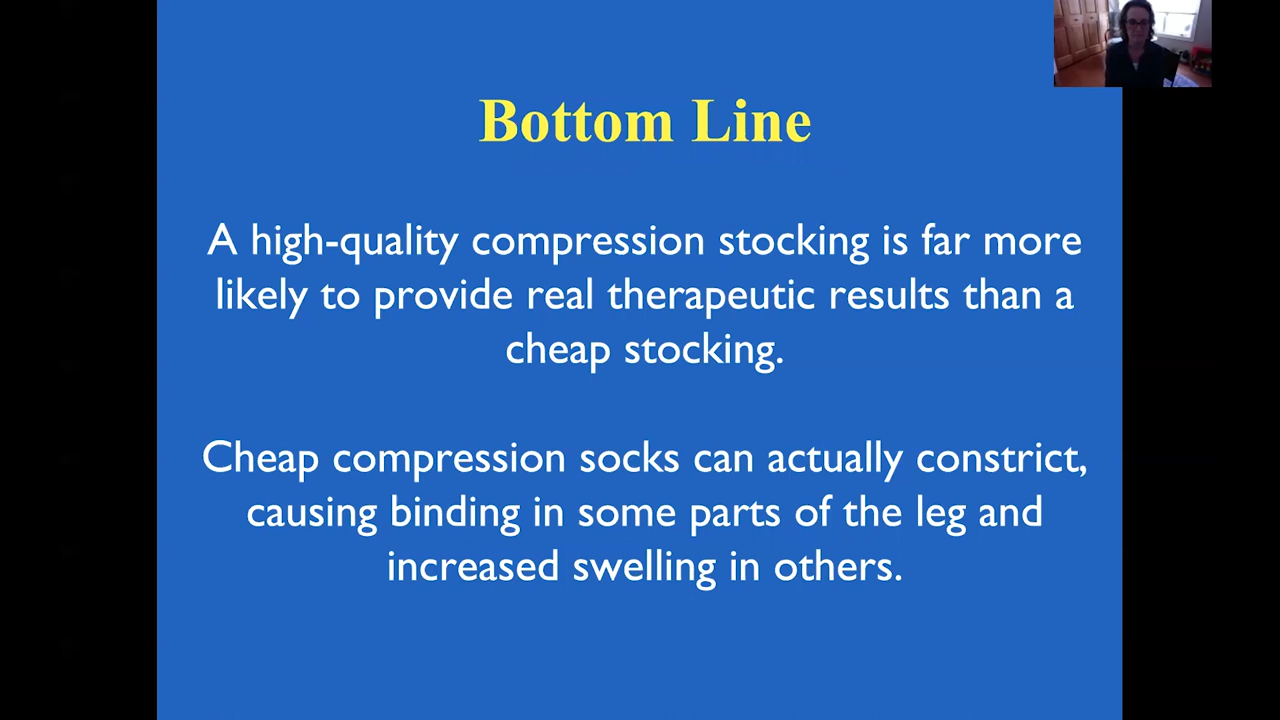 Bottom Line
A high-quality compression stocking is far more
likely to provide real therapeutic results than a
cheap stocking.
Cheap compression socks can actually constrict,
causing binding in some parts of the leg and
increased swelling in others.